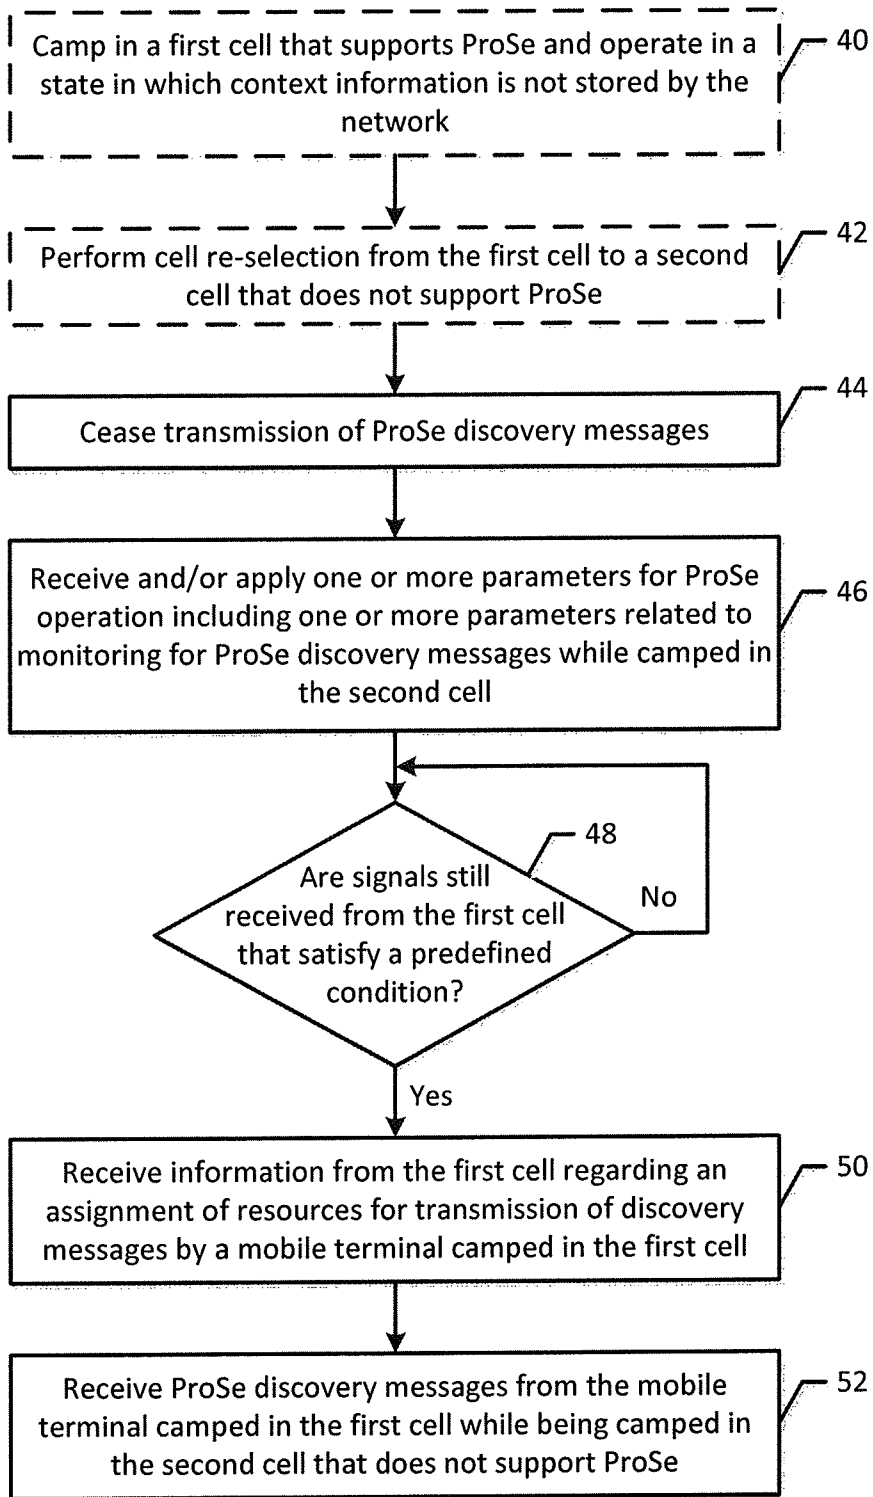 Camp in a first cell that supports ProSe and operate in a
state in which context information is not stored by the
network
40
Perform cell re-selection from the first cell to a second
cell that does not support ProSe
42
Cease transmission of ProSe discovery messages
44
Receive and/or apply one or more parameters for ProSe
operation including one or more parameters related to
monitoring for ProSe discovery messages while camped in
the second cell
46
Are signals still
received from the first cell
that satisfy a predefined
condition?
48
No
Yes
Receive information from the first cell regarding an
assignment of resources for transmission of discovery
messages by a mobile terminal camped in the first cell
50
Receive ProSe discovery messages from the mobile
terminal camped in the first cell while being camped in
the second cell that does not support ProSe
52